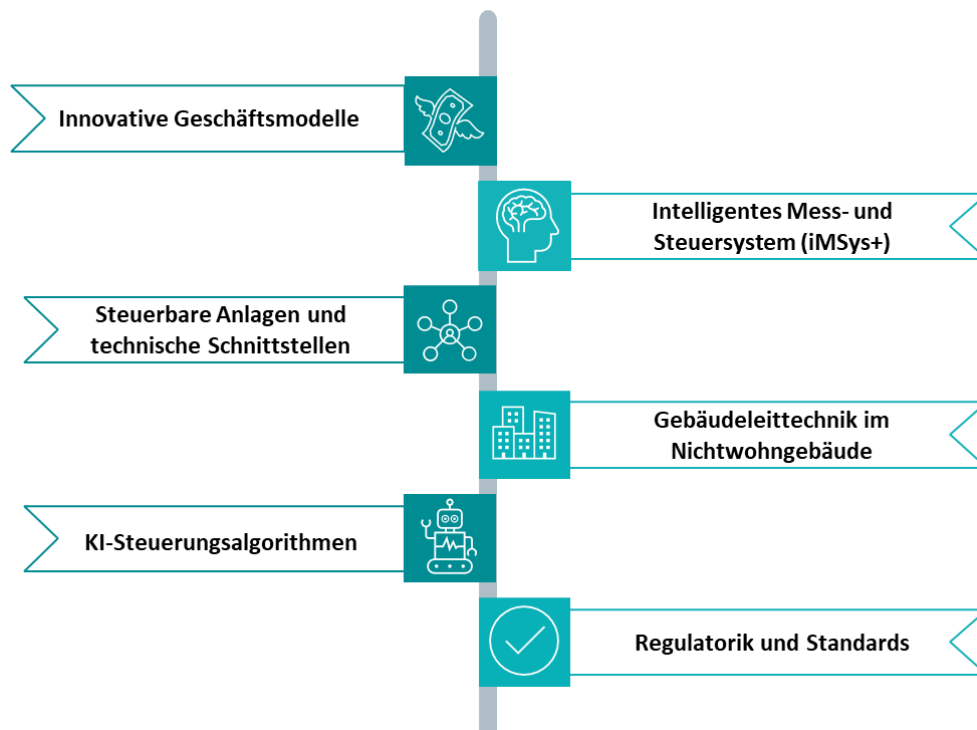 Innovative Geschäftsmodelle
Intelligentes Mess- und
Steuersystem (iMSys+)
Steuerbare Anlagen und
technische Schnittstellen
Gebäudeleittechnik im
Nichtwohngebäude
KI-Steuerungsalgorithmen
Regulatorik und Standards